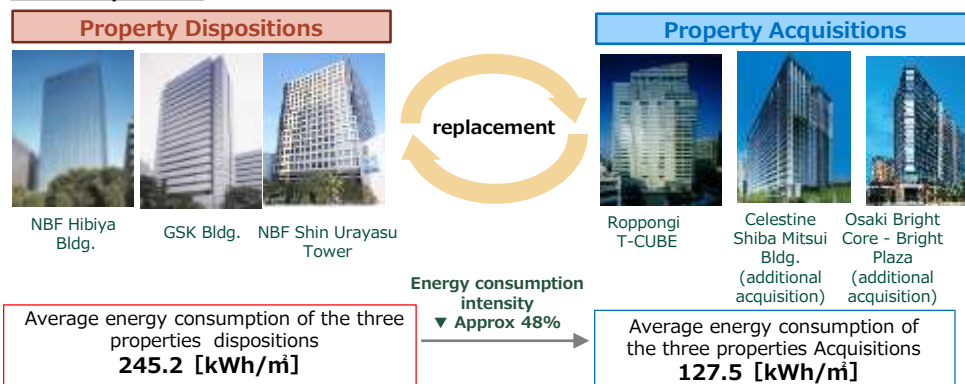 Property Dispositions
Property Acquisitions
replacement
NBF Hibiya
Bldg.
GSK Bldg.
NBF Shin Urayasu
Tower
Roppongi
T-CUBE
Celestine
Shiba Mitsui
Bldg.
(additional
acquisition)
Osaki Bright
Core - Bright
Plaza
(additional
acquisition)
Energy consumption
intensity
▼ Approx 48%
Average energy consumption of the three
properties dispositions
245.2 [kWh/㎡]
Average energy consumption of
the three properties Acquisitions
127.5 [kWh/㎡]